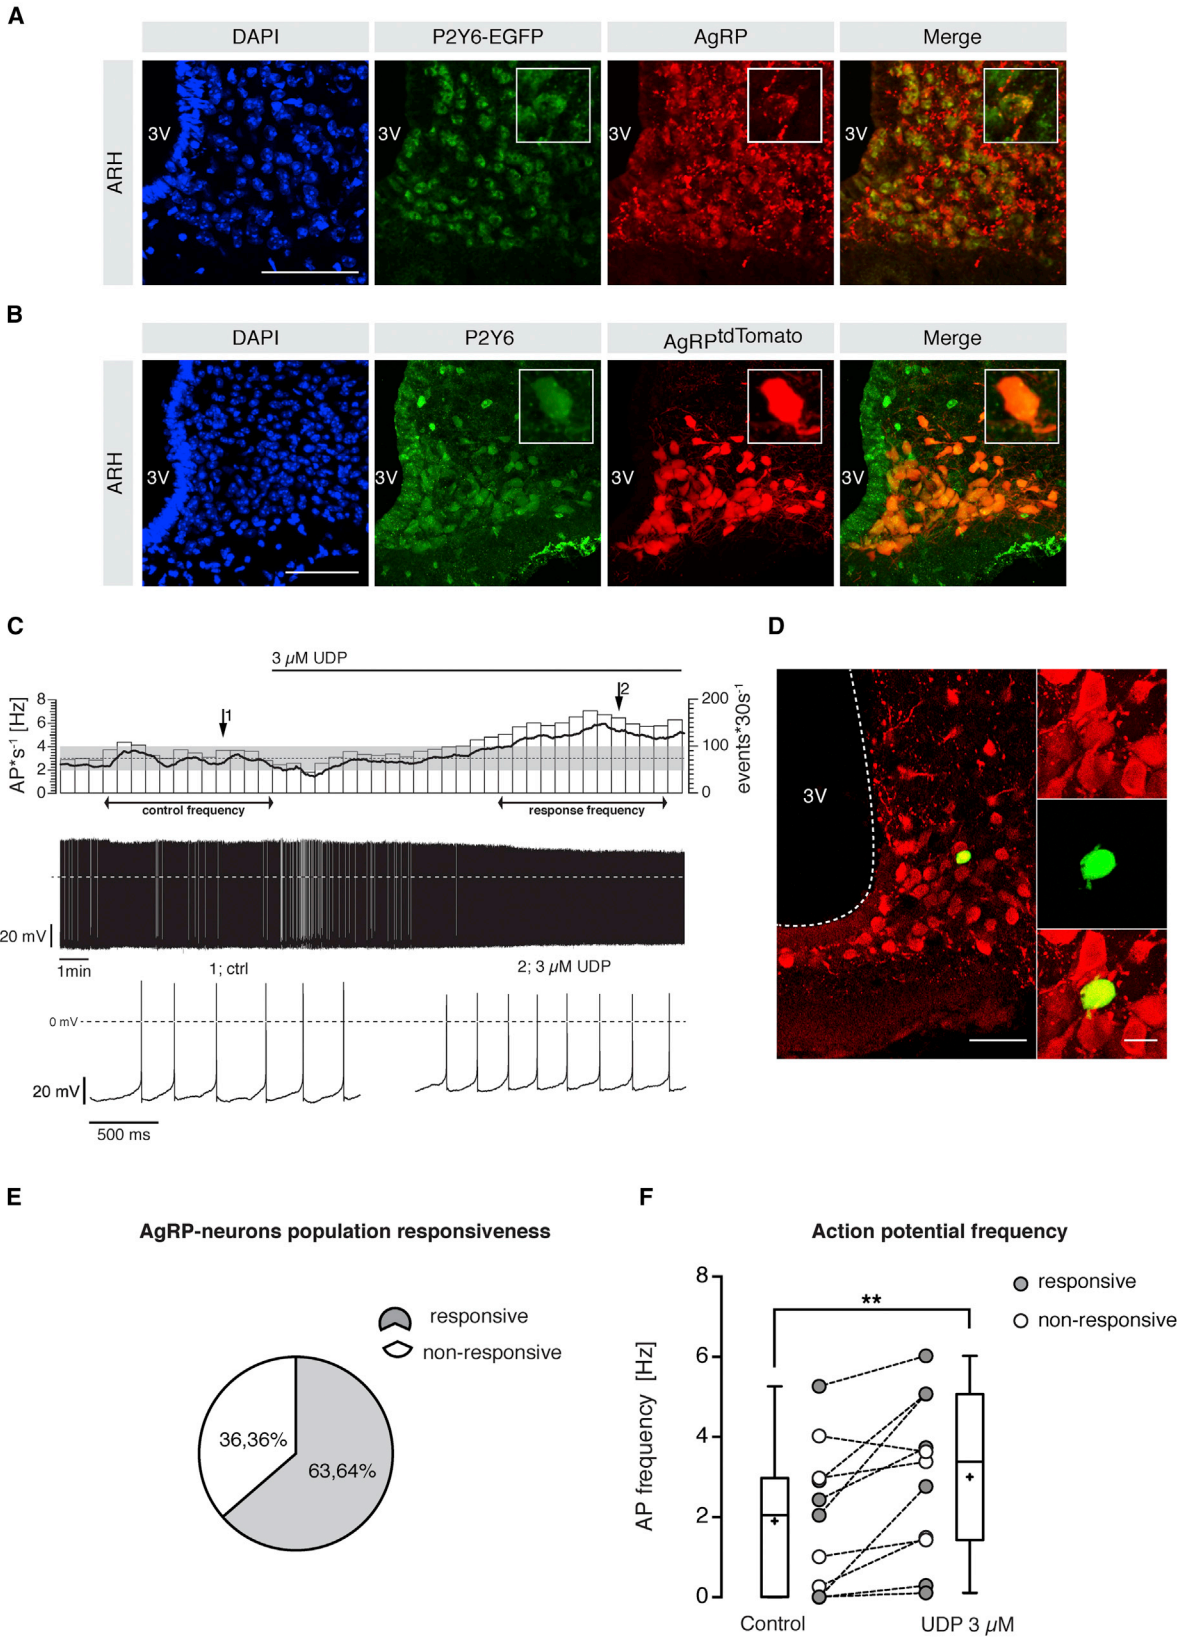 A
DAPI
P2Y6-EGFP
AgRP
Merge
ARH
3V
3V
3V
3V
B
DAPI
P2Y6
AgRPtdTomato
Merge
ARH
3V
3V
3V
3V
C
3 µM UDP
AP*s-1 [Hz]
8
6
4
2
0
1
2
200
100
0
events*30s-1
control frequency
response frequency
20 mV
1min
1; ctrl
2; 3 µM UDP
0 mV
20 mV
500 ms
D
3V
E
AgRP-neurons population responsiveness
responsive
non-responsive
36,36%
63,64%
F
Action potential frequency
AP frequency [Hz]
8
6
4
2
0
**
responsive
non-responsive
Control
UDP 3 µM